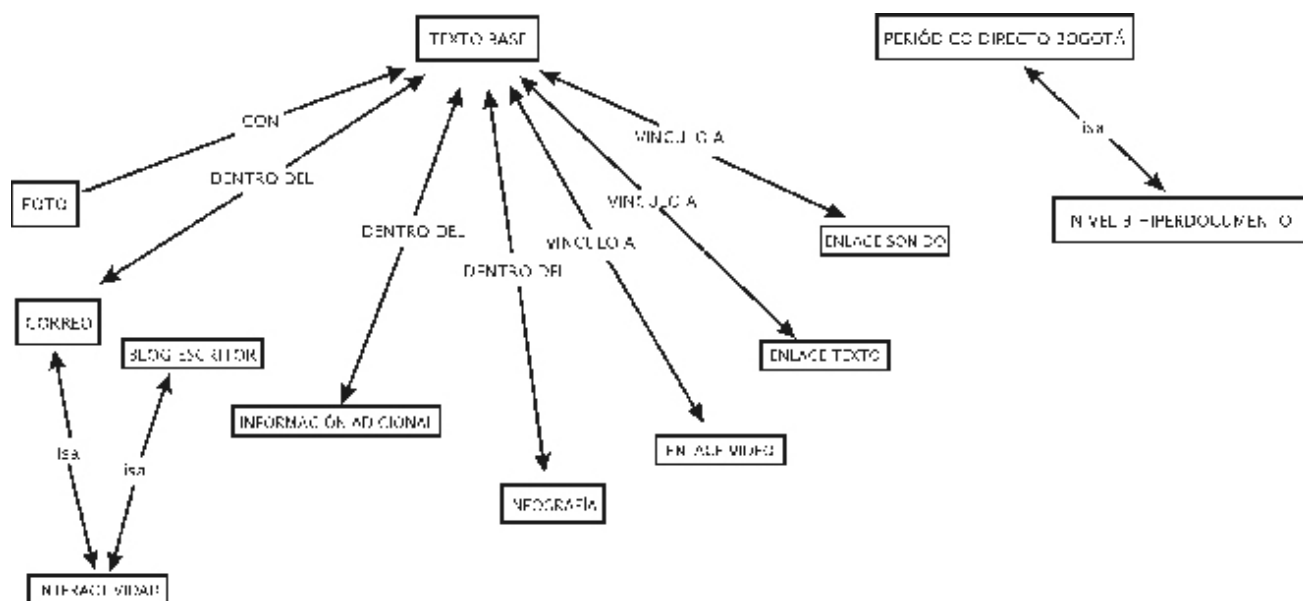 TEXTO BASE
PERIÓDICO DIRECTO BOGOTÁ
CON
VINCULO A
isa
DENTRO DEL
FOTO
VINCULO A
NIVEL 3 HIPERDOCUMENTO
DENTRO DEL
VINCULO A
ENLACE SONIDO
DENTRO DEL
CORREO
BLOG ESCRITOR
ENLACE TEXTO
INFORMACIÓN ADICIONAL
ENLACE VIDEO
isa
isa
INFOGRAFÍA
INTERACTIVIDAD